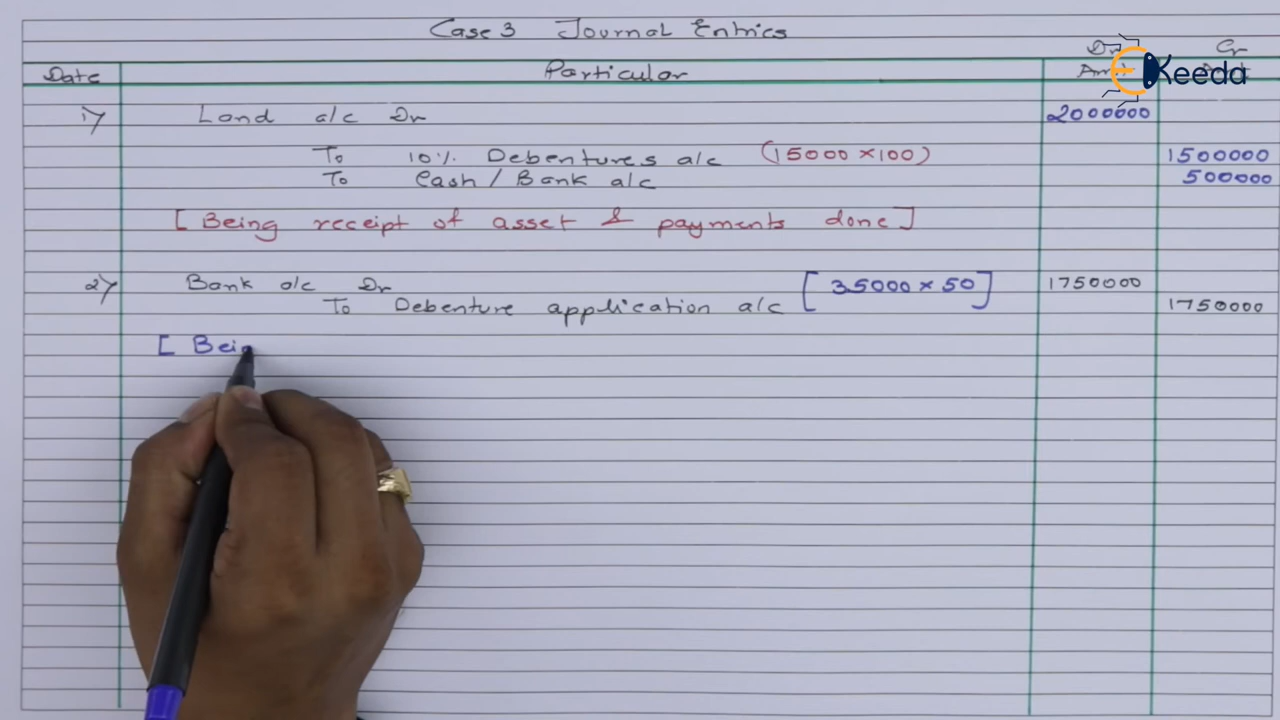 Case 3 Journal Entries
Dr Cr
Date Particular Amt
Keeda
1) Land a/c Dr 2000000
To 10% Debentures a/c (15000 × 100) 1500000
To Cash / Bank a/c 500000
[ Being receipt of asset & payments done ]
2) Bank a/c Dr [ 35000 × 50 ] 1750000
To Debenture application a/c 1750000
[ Bein